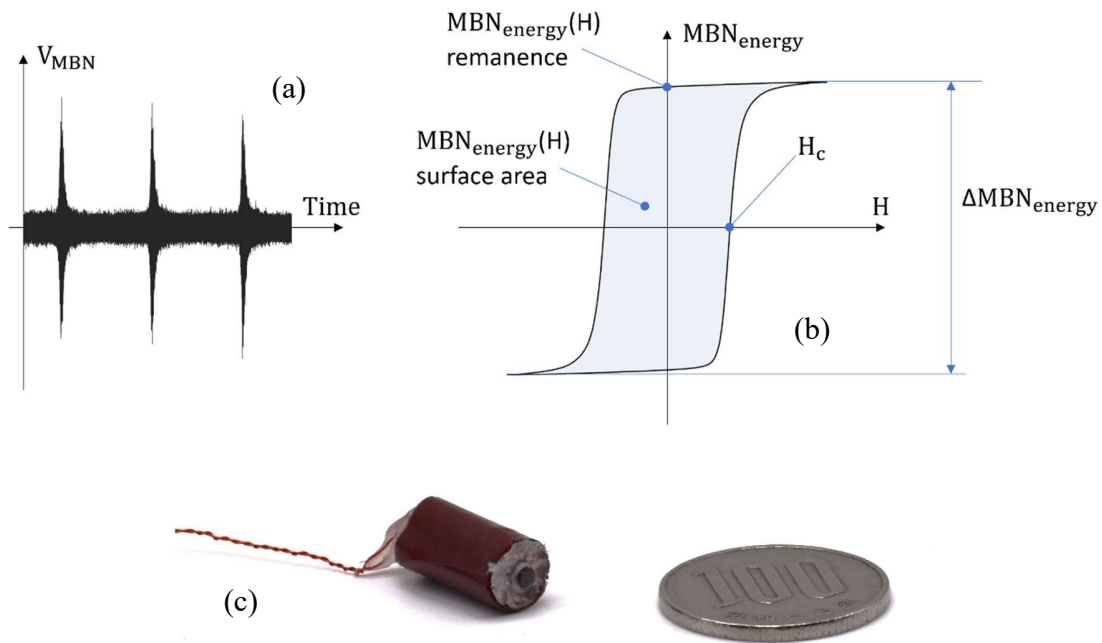 V_MBN
(a)
Time
MBN_energy(H)
remanence
MBN_energy
MBN_energy(H)
surface area
H_c
H
ΔMBN_energy
(b)
(c)
100